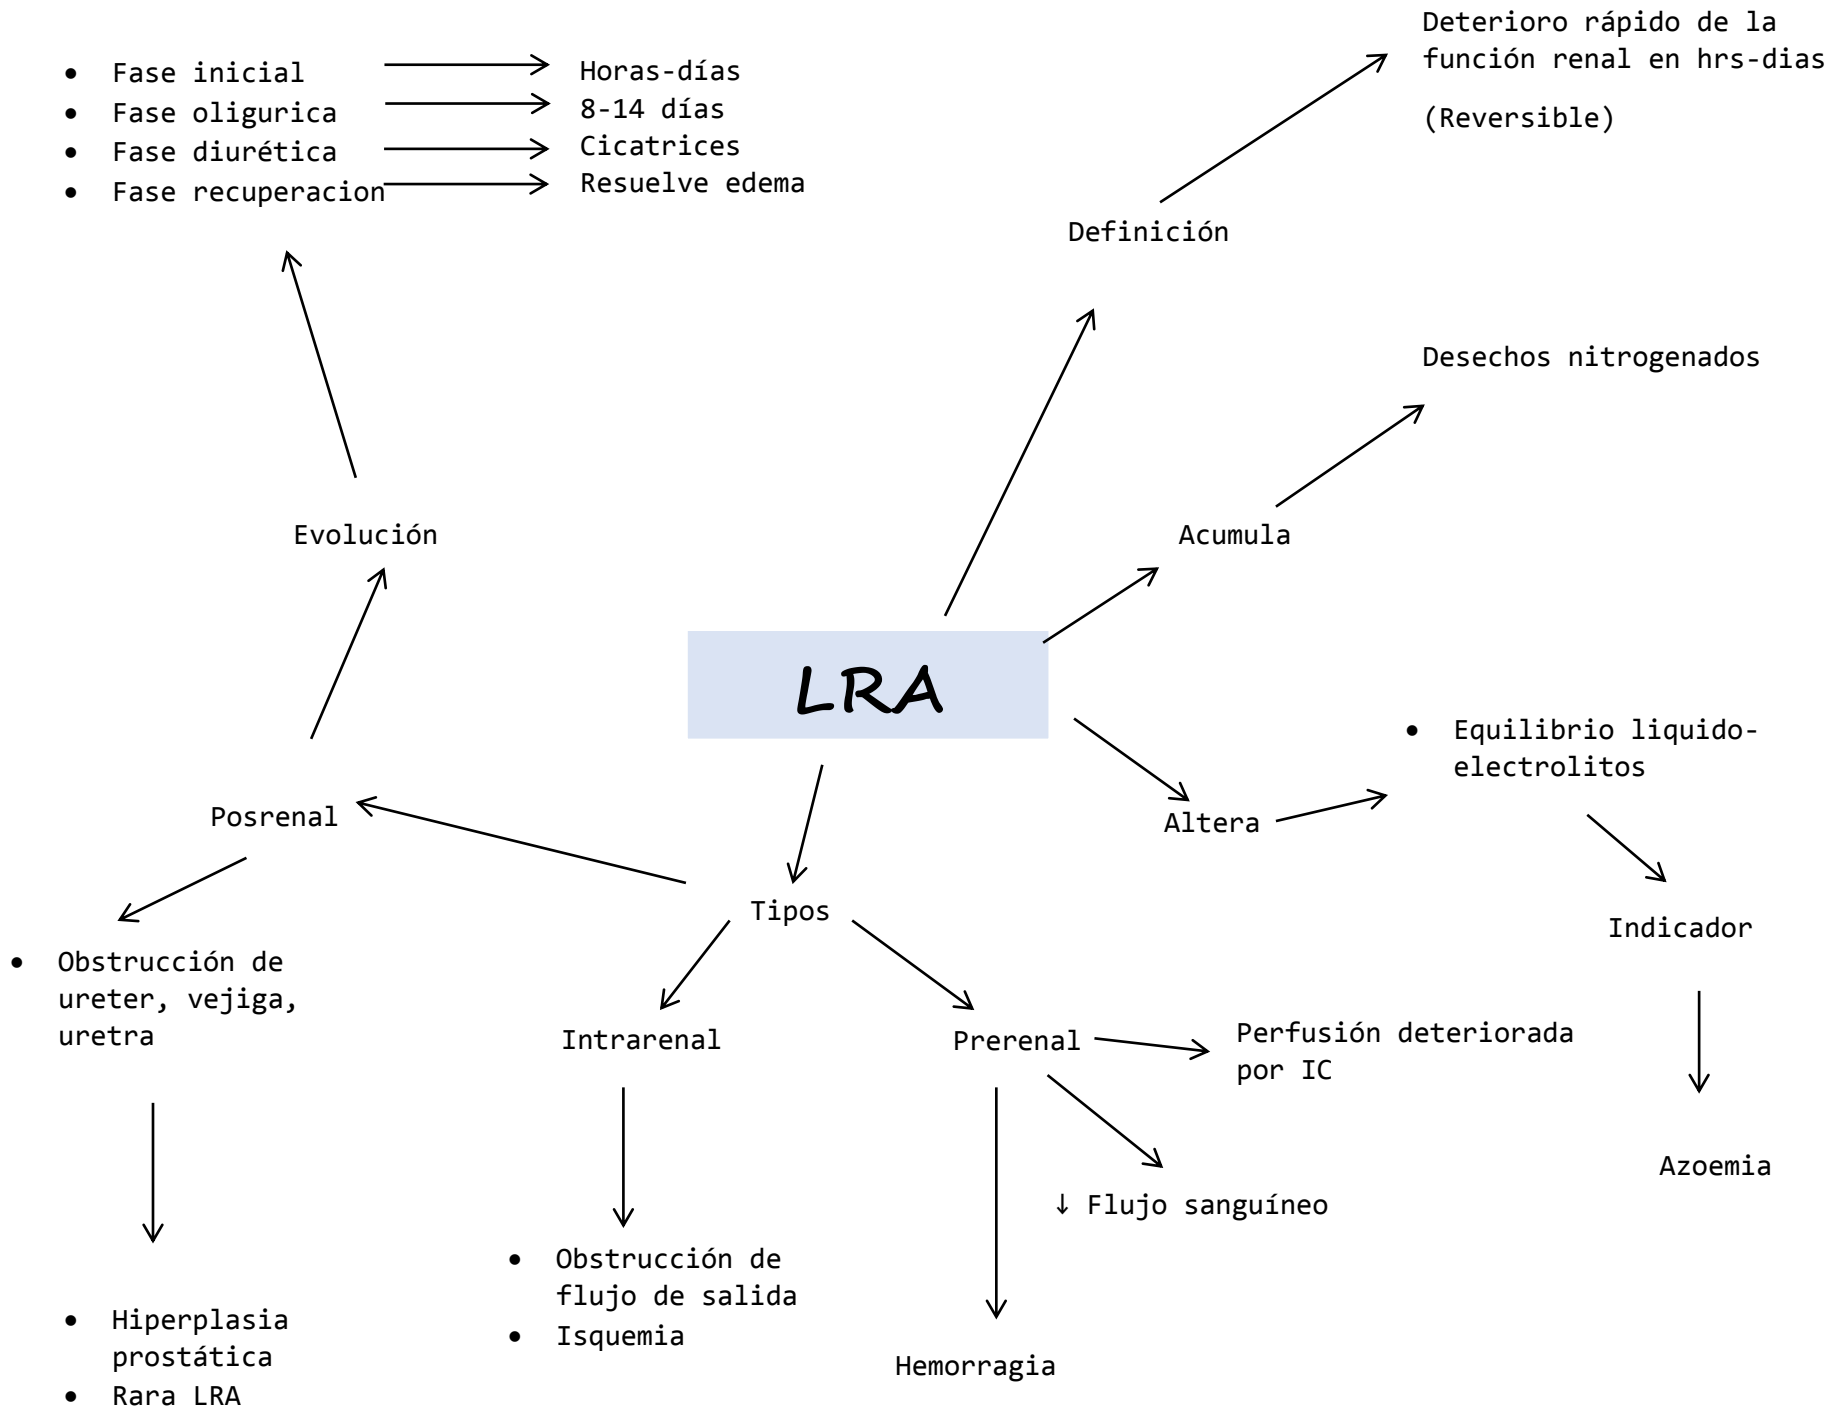 Deterioro rápido de la
función renal en hrs-dias
(Reversible)
• Fase inicial
• Fase oligurica
• Fase diurética
• Fase recuperacion
Horas-días
8-14 días
Cicatrices
Resuelve edema
Definición
Desechos nitrogenados
Evolución
Acumula
LRA
• Equilibrio liquido-
electrolitos
Posrenal
Altera
Tipos
Indicador
• Obstrucción de
ureter, vejiga,
uretra
Intrarenal
Prerenal
Perfusión deteriorada
por IC
Azoemia
↓ Flujo sanguíneo
• Obstrucción de
flujo de salida
• Isquemia
Hemorragia
• Hiperplasia
prostática
• Rara LRA